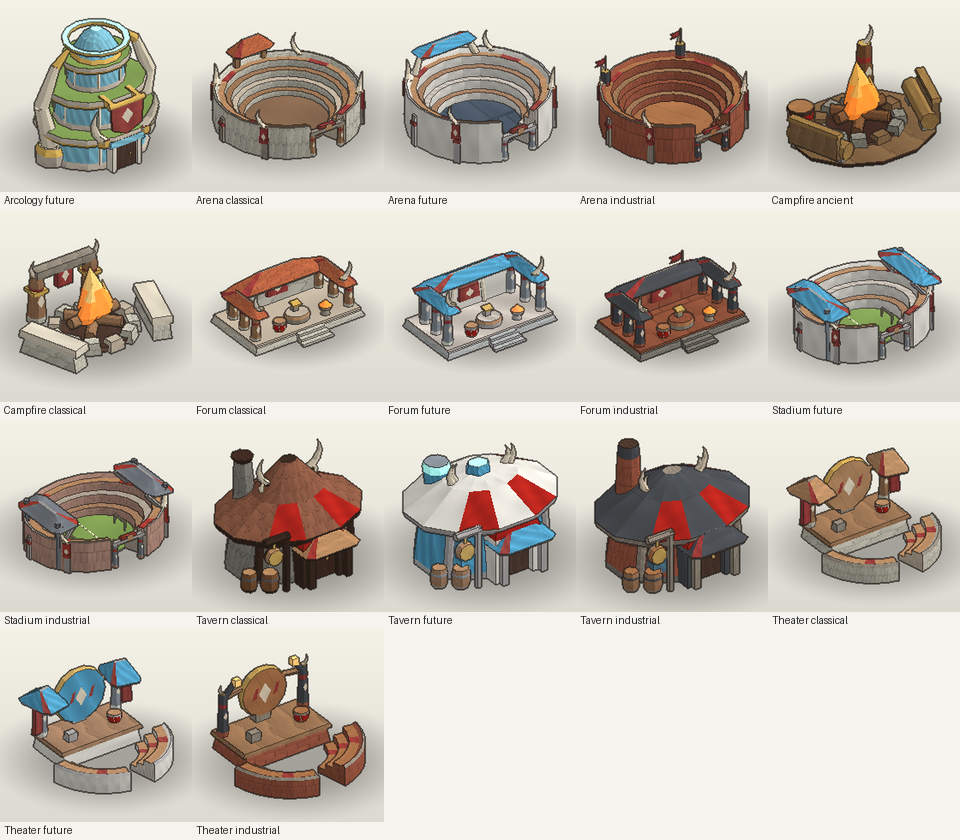 Arcology future
Arena classical
Arena future
Arena industrial
Campfire ancient
Campfire classical
Forum classical
Forum future
Forum industrial
Stadium future
Stadium industrial
Tavern classical
Tavern future
Tavern industrial
Theater classical
Theater future
Theater industrial